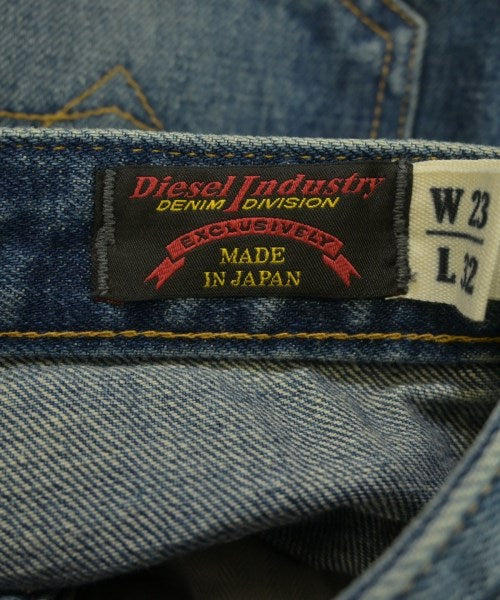 Diesel Industry
DENIM DIVISION
EXCLUSIVELY
MADE
IN JAPAN
W 23
L 32